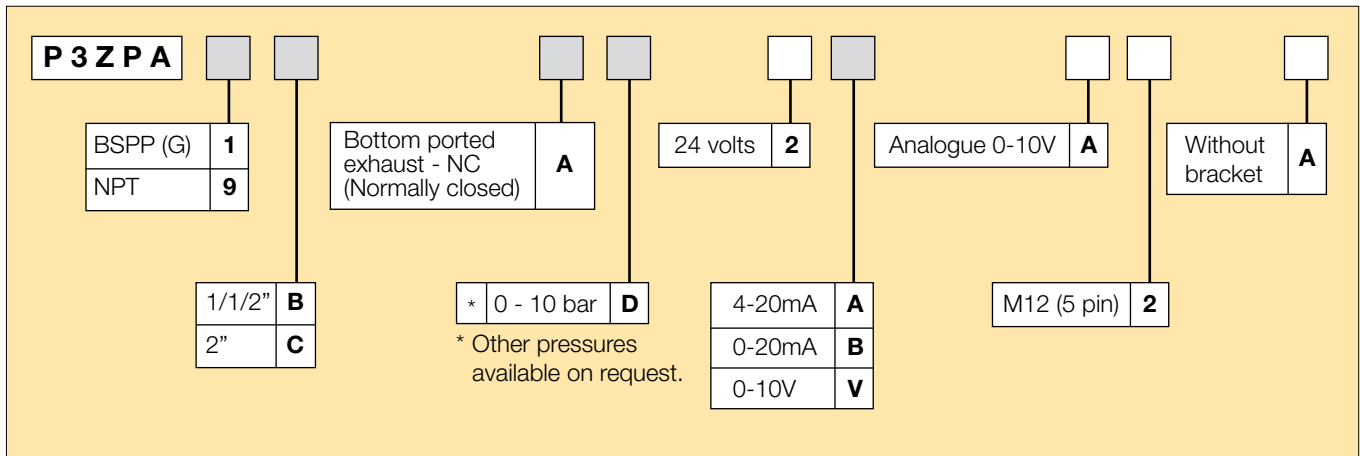 P 3 Z P A
BSPP (G) 1
NPT 9
Bottom ported
exhaust - NC
(Normally closed)
A
24 volts 2
Analogue 0-10V A
Without
bracket
A
1/1/2” B
2” C
* 0 - 10 bar D
* Other pressures
available on request.
4-20mA A
0-20mA B
0-10V V
M12 (5 pin) 2